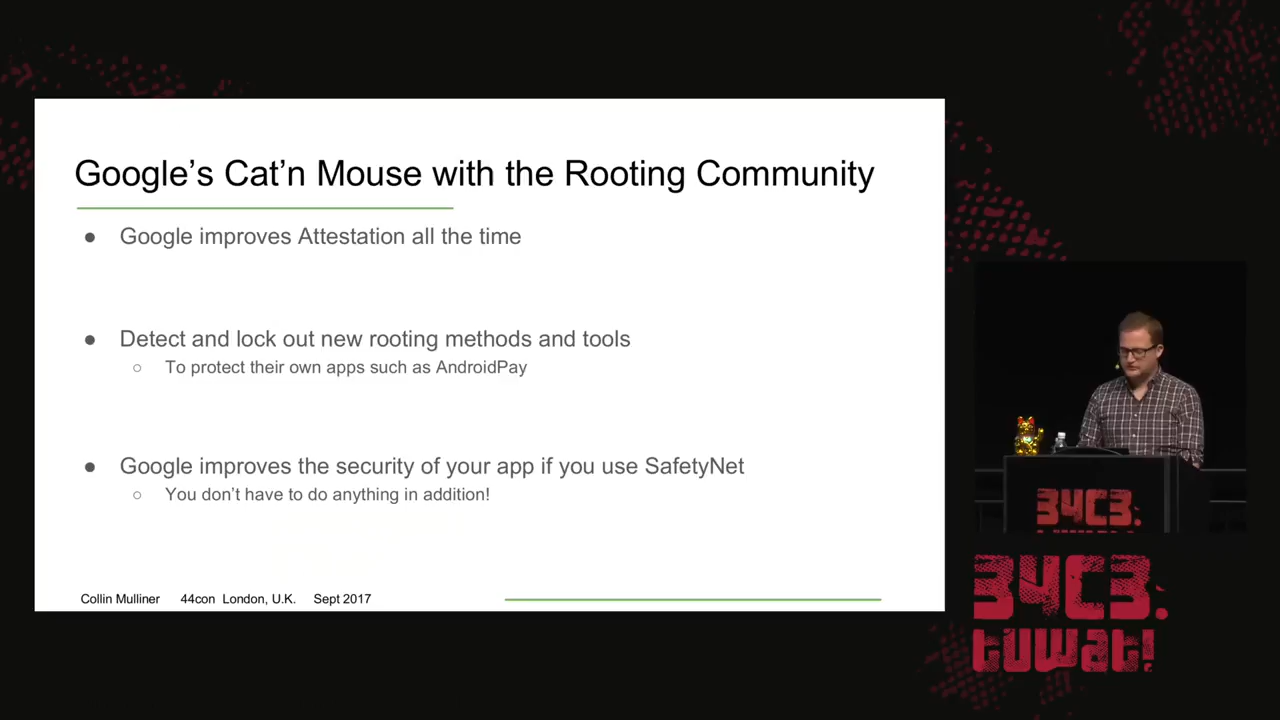 Google’s Cat’n Mouse with the Rooting Community
● Google improves Attestation all the time
● Detect and lock out new rooting methods and tools
○ To protect their own apps such as AndroidPay
● Google improves the security of your app if you use SafetyNet
○ You don’t have to do anything in addition!
Collin Mulliner 44con London, U.K. Sept 2017
34C3.
34C3.
tuwat!